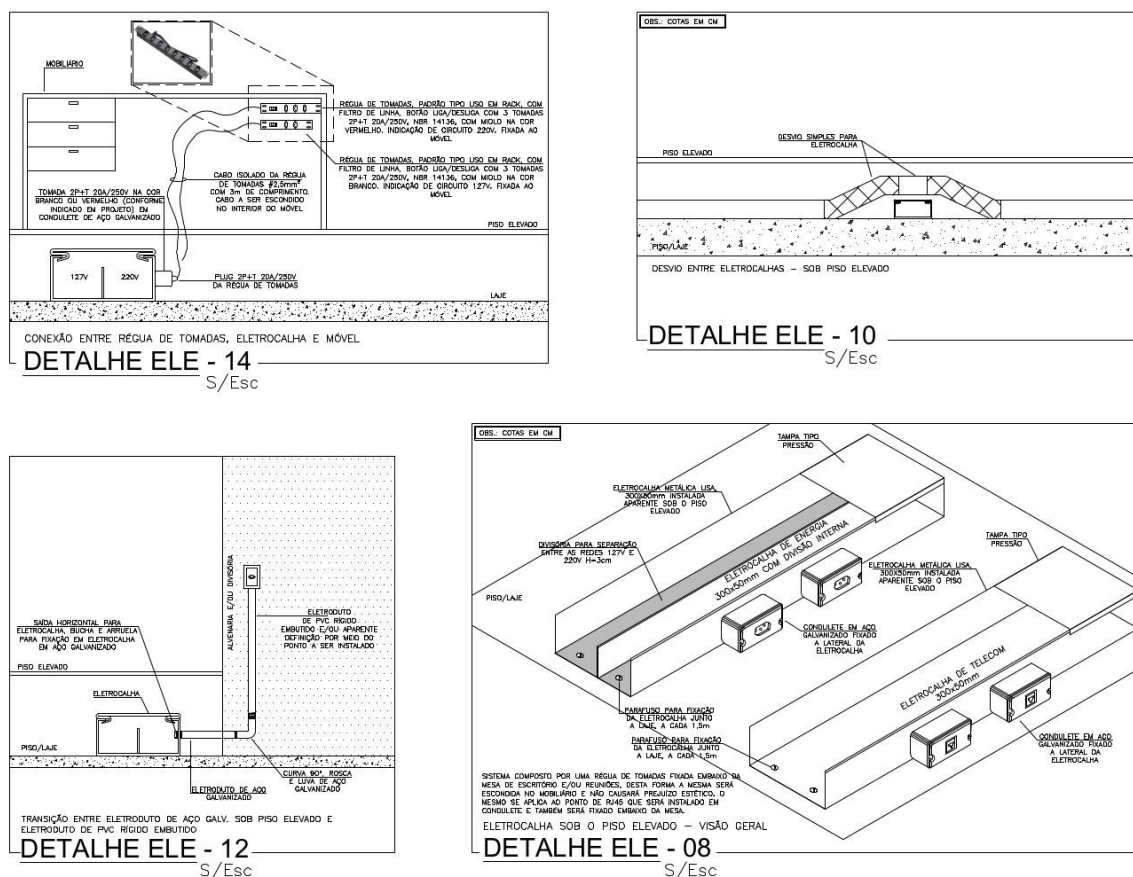 MOBILIÁRIO
RÉGUA DE TOMADAS, PADRÃO TIPO USO EM RACK, COM
FILTRO DE LINHA, BOTÃO LIGA/DESLIGA COM 3 TOMADAS
2P+T 20A/250V, NBR 14136, COM MIOLO NA COR
VERMELHO. INDICAÇÃO DE CIRCUITO 220V. FIXADA AO
MÓVEL
RÉGUA DE TOMADAS, PADRÃO TIPO USO EM RACK, COM
FILTRO DE LINHA, BOTÃO LIGA/DESLIGA COM 3 TOMADAS
2P+T 20A/250V, NBR 14136, COM MIOLO NA COR
BRANCO. INDICAÇÃO DE CIRCUITO 127V. FIXADA AO
MÓVEL
CABO ISOLADO DA RÉGUA
DE TOMADAS #2,5mm²
COM 3m DE COMPRIMENTO.
CABO A SER ESCONDIDO
NO INTERIOR DO MÓVEL
TOMADA 2P+T 20A/250V NA COR
BRANCO OU VERMELHO (CONFORME
INDICADO EM PROJETO) EM
CONDULETE DE AÇO GALVANIZADO
PISO ELEVADO
127V
220V
PLUG 2P+T 20A/250V
DA RÉGUA DE TOMADAS
LAJE
CONEXÃO ENTRE RÉGUA DE TOMADAS, ELETROCALHA E MÓVEL
DETALHE ELE - 14
S/Esc
OBS.: COTAS EM CM
DESVIO SIMPLES PARA
ELETROCALHA
PISO ELEVADO
PISO/LAJE
DESVIO ENTRE ELETROCALHAS - SOB PISO ELEVADO
DETALHE ELE - 10
S/Esc
ALVENARIA E/OU DIVISÓRIA
ELETRODUTO
DE PVC RÍGIDO
EMBUTIDO E/OU APARENTE
DEFINIÇÃO POR MEIO DO
PONTO A SER INSTALADO
SAÍDA HORIZONTAL PARA
ELETROCALHA, BUCHA E ARRUELA
PARA FIXAÇÃO EM ELETROCALHA
EM AÇO GALVANIZADO
PISO ELEVADO
ELETROCALHA
PISO/LAJE
CURVA 90°, ROSCA
E LUVA DE AÇO
GALVANIZADO
ELETRODUTO DE AÇO
GALVANIZADO
TRANSIÇÃO ENTRE ELETRODUTO DE AÇO GALV. SOB PISO ELEVADO E
ELETRODUTO DE PVC RÍGIDO EMBUTIDO
DETALHE ELE - 12
S/Esc
OBS.: COTAS EM CM
TAMPA TIPO
PRESSÃO
ELETROCALHA METÁLICA LISA,
300X50mm INSTALADA
APARENTE SOB O PISO
ELEVADO
DIVISÓRIA PARA SEPARAÇÃO
ENTRE AS REDES 127V E
220V H=3cm
ELETROCALHA DE ENERGIA
300x50mm COM DIVISÃO INTERNA
TAMPA TIPO
PRESSÃO
ELETROCALHA METÁLICA LISA,
300X50mm INSTALADA
APARENTE SOB O PISO
ELEVADO
PISO/LAJE
CONDULETE EM AÇO
GALVANIZADO FIXADO
A LATERAL DA
ELETROCALHA
ELETROCALHA DE TELECOM
300x50mm
PARAFUSO PARA FIXAÇÃO
DA ELETROCALHA JUNTO
A LAJE, A CADA 1,5m
PARAFUSO PARA FIXAÇÃO
DA ELETROCALHA JUNTO
A LAJE, A CADA 1,5m
CONDULETE EM AÇO
GALVANIZADO FIXADO
A LATERAL DA
ELETROCALHA
SISTEMA COMPOSTO POR UMA RÉGUA DE TOMADAS FIXADA EMBAIXO DA
MESA DE ESCRITÓRIO E/OU REUNIÕES, DESTA FORMA A MESMA SERÁ
ESCONDIDA NO MOBILIÁRIO E NÃO CAUSARÁ PREJUÍZO ESTÉTICO. O
MESMO SE APLICA AO PONTO DE RJ45 QUE SERÁ INSTALADO EM
CONDULETE E TAMBÉM SERÁ FIXADO EMBAIXO DA MESA.
ELETROCALHA SOB O PISO ELEVADO - VISÃO GERAL
DETALHE ELE - 08
S/Esc